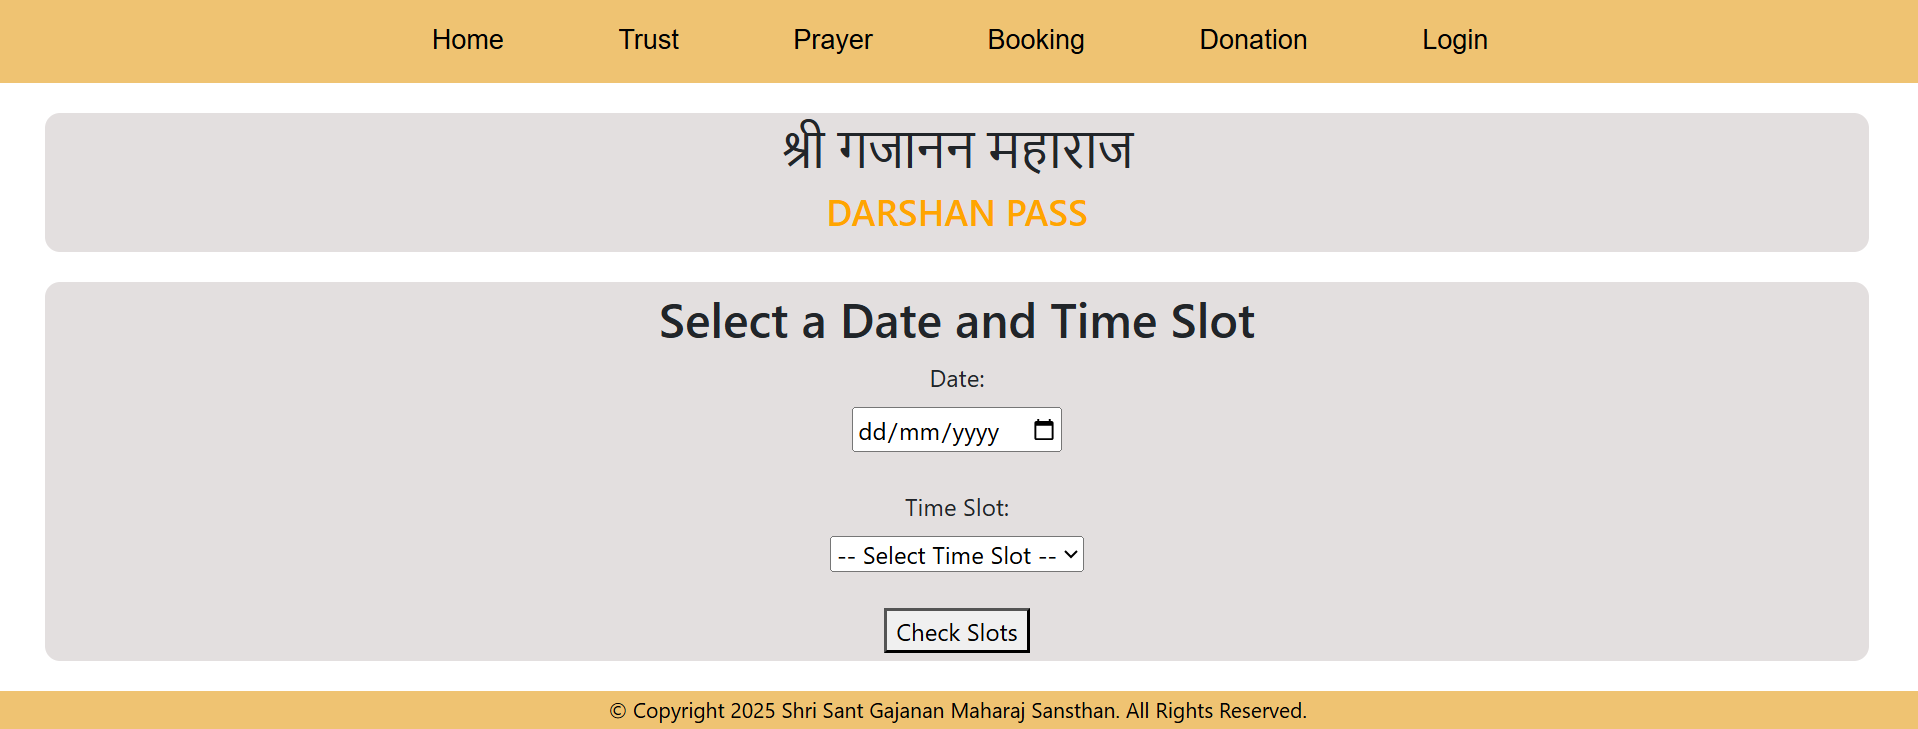 Home Trust Prayer Booking Donation Login
श्री गजानन महाराज
DARSHAN PASS
Select a Date and Time Slot
Date:
dd/mm/yyyy
Time Slot:
-- Select Time Slot --
Check Slots
© Copyright 2025 Shri Sant Gajanan Maharaj Sansthan. All Rights Reserved.